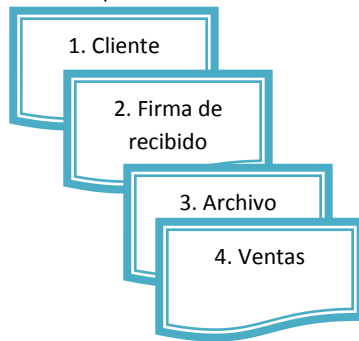 1. Cliente
2. Firma de
recibido
3. Archivo
4. Ventas